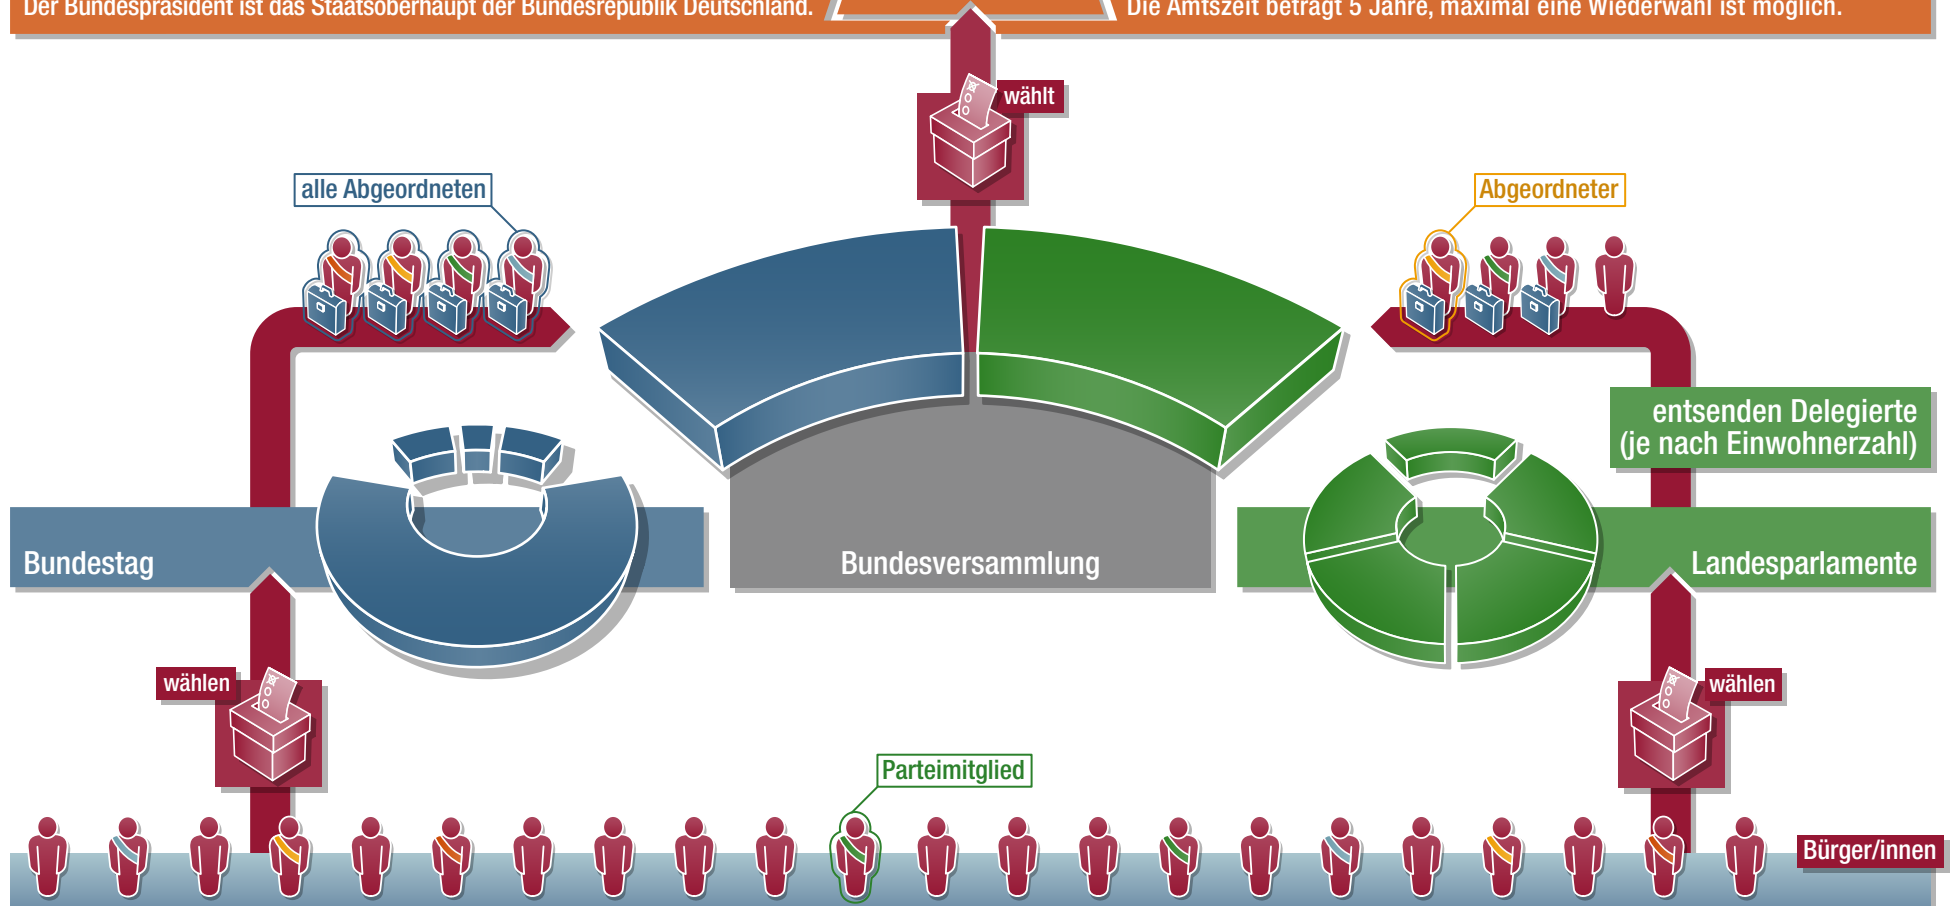 Der Bundespräsident ist das Staatsoberhaupt der Bundesrepublik Deutschland.
Die Amtszeit beträgt 5 Jahre, maximal eine Wiederwahl ist möglich.
wählt
alle Abgeordneten
Abgeordneter
entsenden Delegierte
(je nach Einwohnerzahl)
Bundestag
Bundesversammlung
Landesparlamente
wählen
wählen
Parteimitglied
Bürger/innen